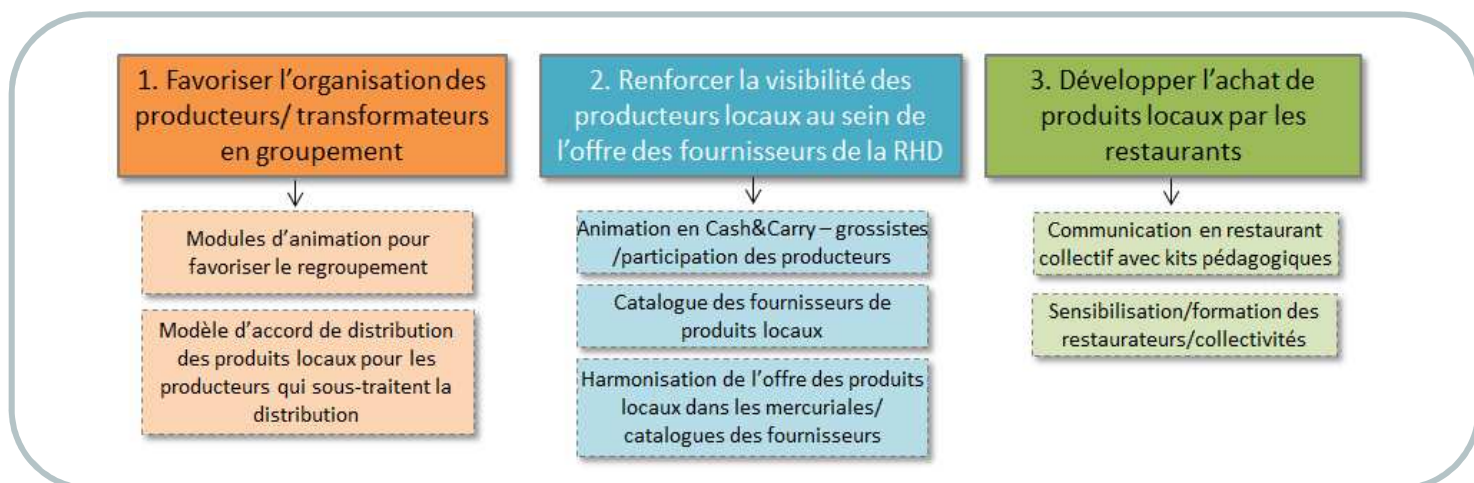 1. Favoriser l'organisation des
producteurs/ transformateurs
en groupement
Modules d'animation pour
favoriser le regroupement
Modèle d'accord de distribution
des produits locaux pour les
producteurs qui sous-traitent la
distribution
2. Renforcer la visibilité des
producteurs locaux au sein de
l'offre des fournisseurs de la RHD
Animation en Cash&Carry – grossistes
/participation des producteurs
Catalogue des fournisseurs de
produits locaux
Harmonisation de l'offre des produits
locaux dans les mercuriales/
catalogues des fournisseurs
3. Développer l'achat de
produits locaux par les
restaurants
Communication en restaurant
collectif avec kits pédagogiques
Sensibilisation/formation des
restaurateurs/collectivités